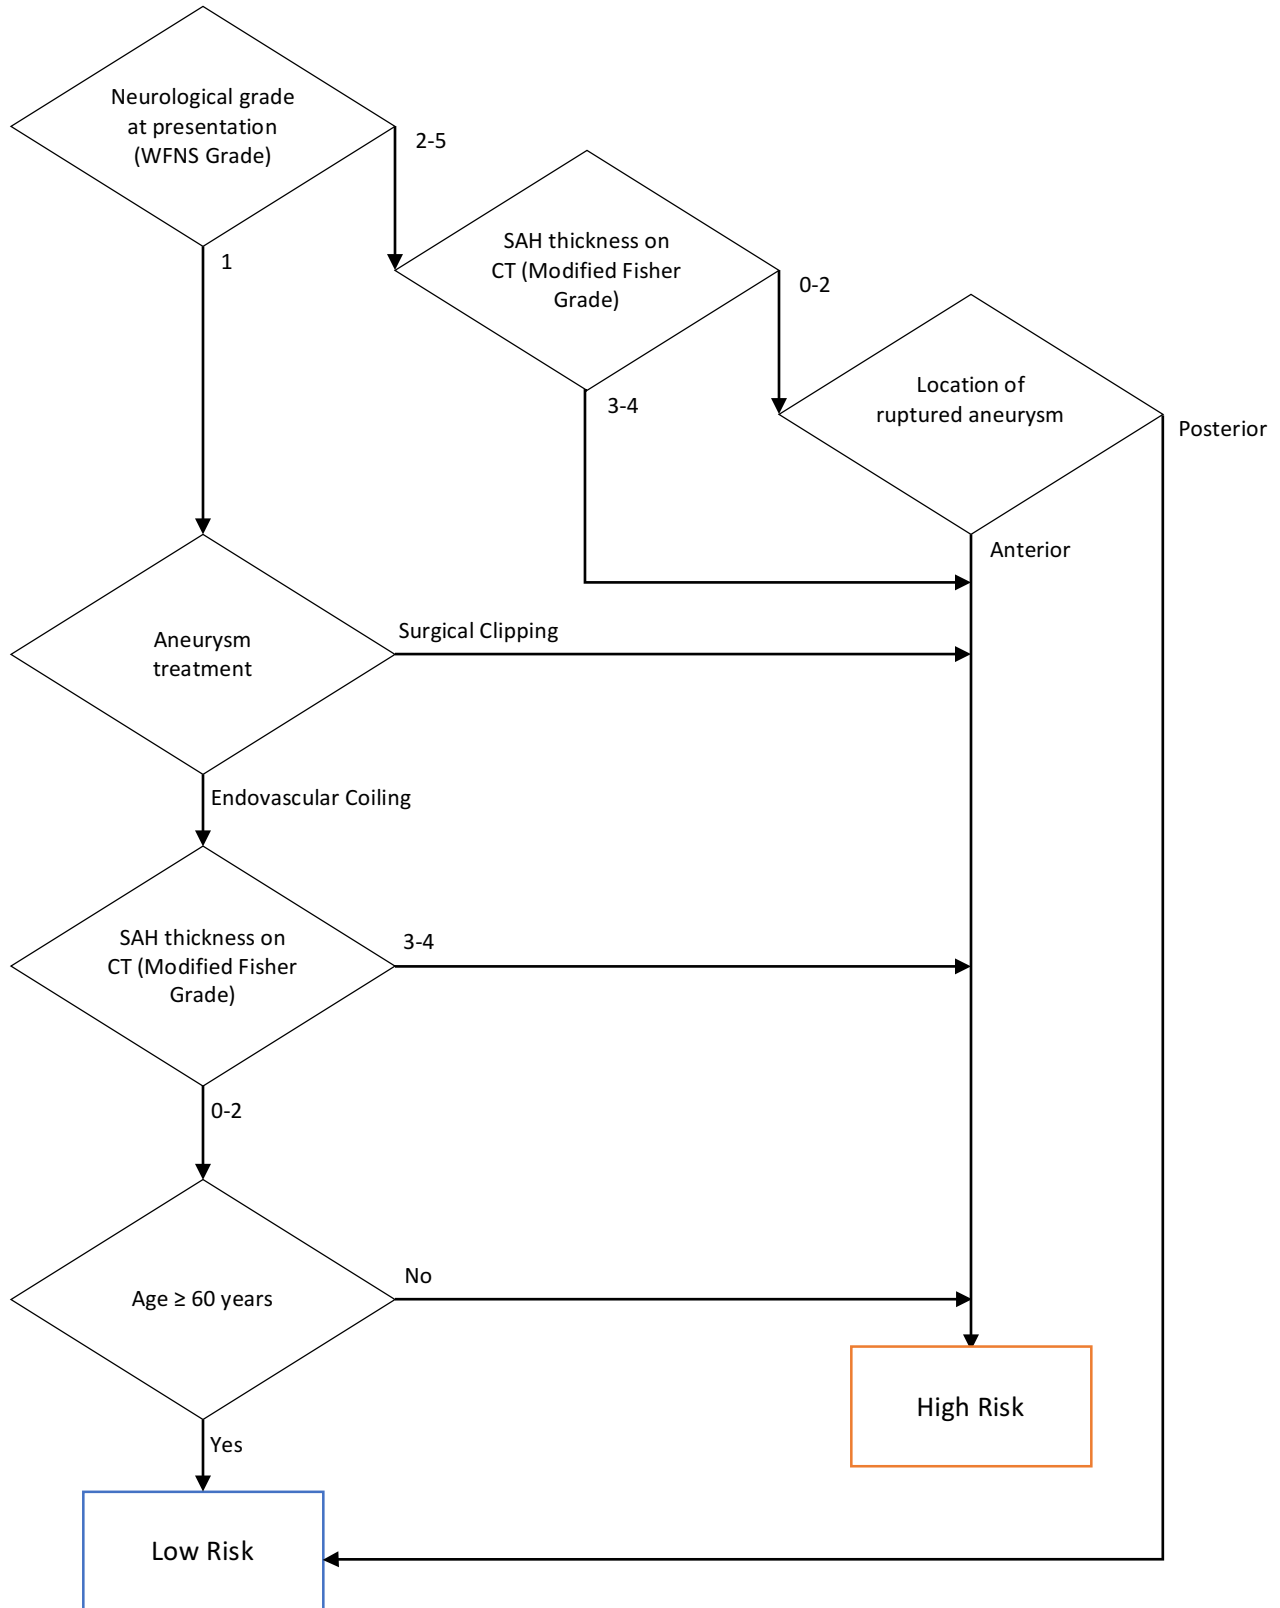 Neurological grade
at presentation
(WFNS Grade)
2-5
1
SAH thickness on
CT (Modified Fisher
Grade)
0-2
3-4
Location of
ruptured aneurysm
Posterior
Anterior
Aneurysm
treatment
Surgical Clipping
Endovascular Coiling
SAH thickness on
CT (Modified Fisher
Grade)
3-4
0-2
Age ≥ 60 years
No
Yes
High Risk
Low Risk